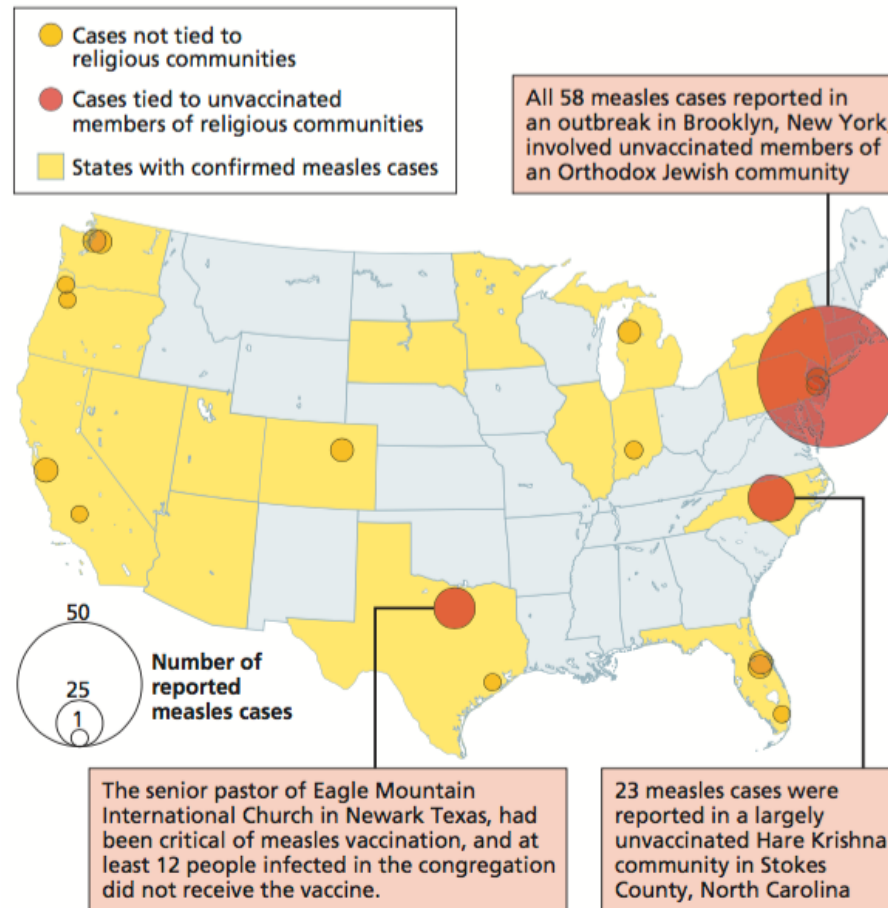 Cases not tied to
religious communities
Cases tied to unvaccinated
members of religious communities
States with confirmed measles cases
All 58 measles cases reported in
an outbreak in Brooklyn, New York
involved unvaccinated members of
an Orthodox Jewish community
50
25
1
Number of
reported
measles cases
The senior pastor of Eagle Mountain
International Church in Newark Texas, had
been critical of measles vaccination, and at
least 12 people infected in the congregation
did not receive the vaccine.
23 measles cases were
reported in a largely
unvaccinated Hare Krishna
community in Stokes
County, North Carolina